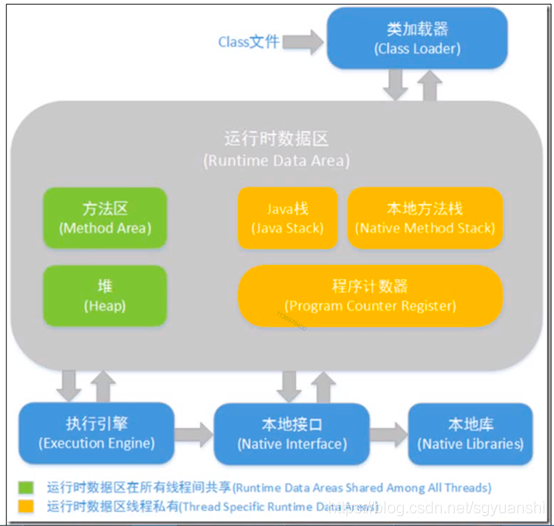 类加载器
(Class Loader)
Class文件
运行时数据区
(Runtime Data Area)
方法区
(Method Area)
Java栈
(Java Stack)
本地方法栈
(Native Method Stack)
堆
(Heap)
程序计数器
(Program Counter Register)
执行引擎
(Execution Engine)
本地接口
(Native Interface)
本地库
(Native Libraries)
运行时数据区在所有线程间共享(Runtime Data Areas Shared Among All Threads)
运行时数据区线程私有(Thread Specific Runtime Data Areas)
https://blog.csdn.net/sgyuanshi